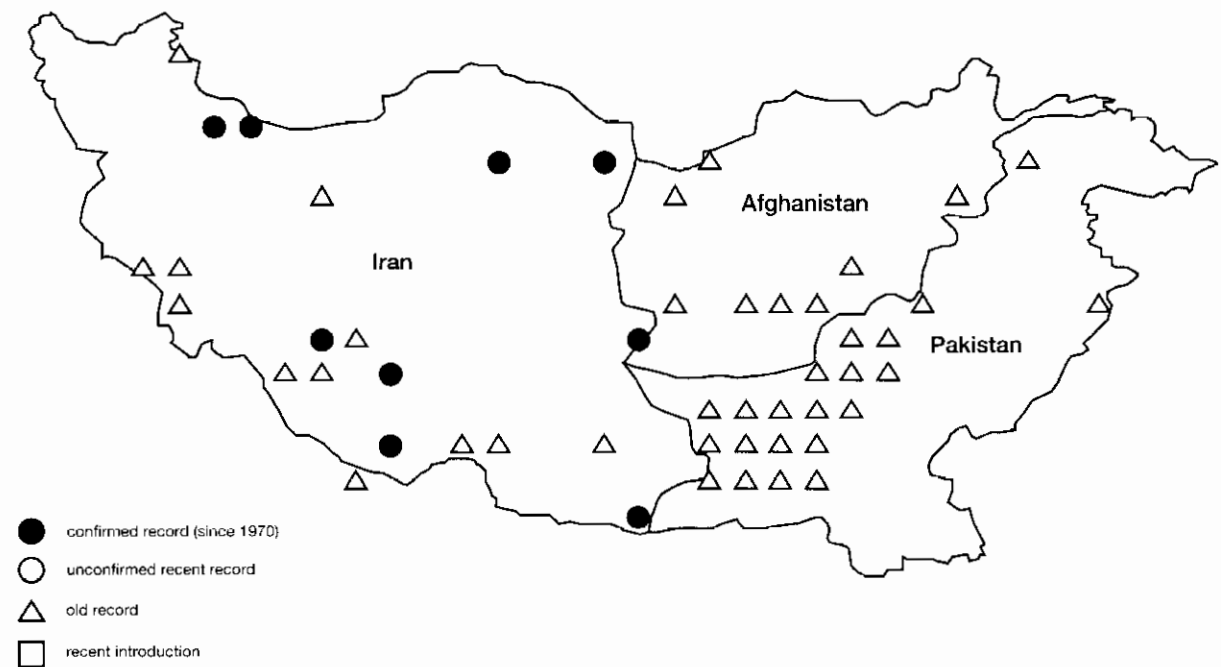 Afghanistan
Iran
Pakistan
confirmed record (since 1970)
unconfirmed recent record
old record
recent introduction